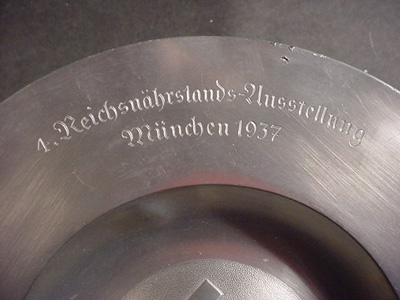 4. Reichsnährstands-Ausstellung
München 1937